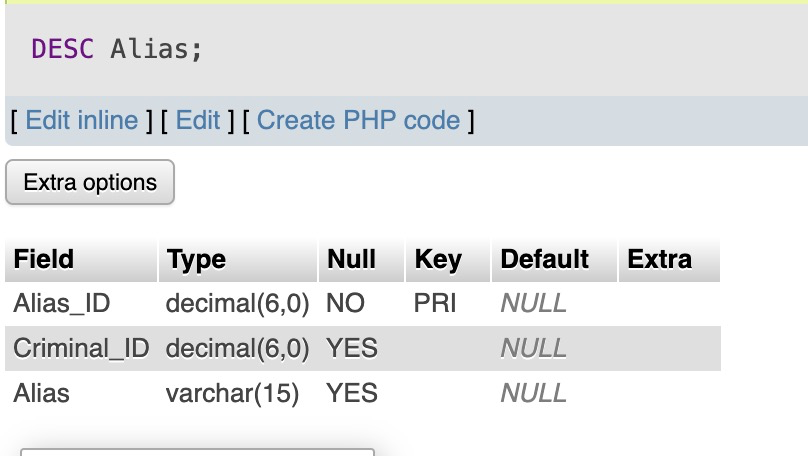 DESC Alias;
[ Edit inline ] [ Edit ] [ Create PHP code ]
Extra options
Field Type Null Key Default Extra
Alias_ID decimal(6,0) NO PRI NULL
Criminal_ID decimal(6,0) YES NULL
Alias varchar(15) YES NULL